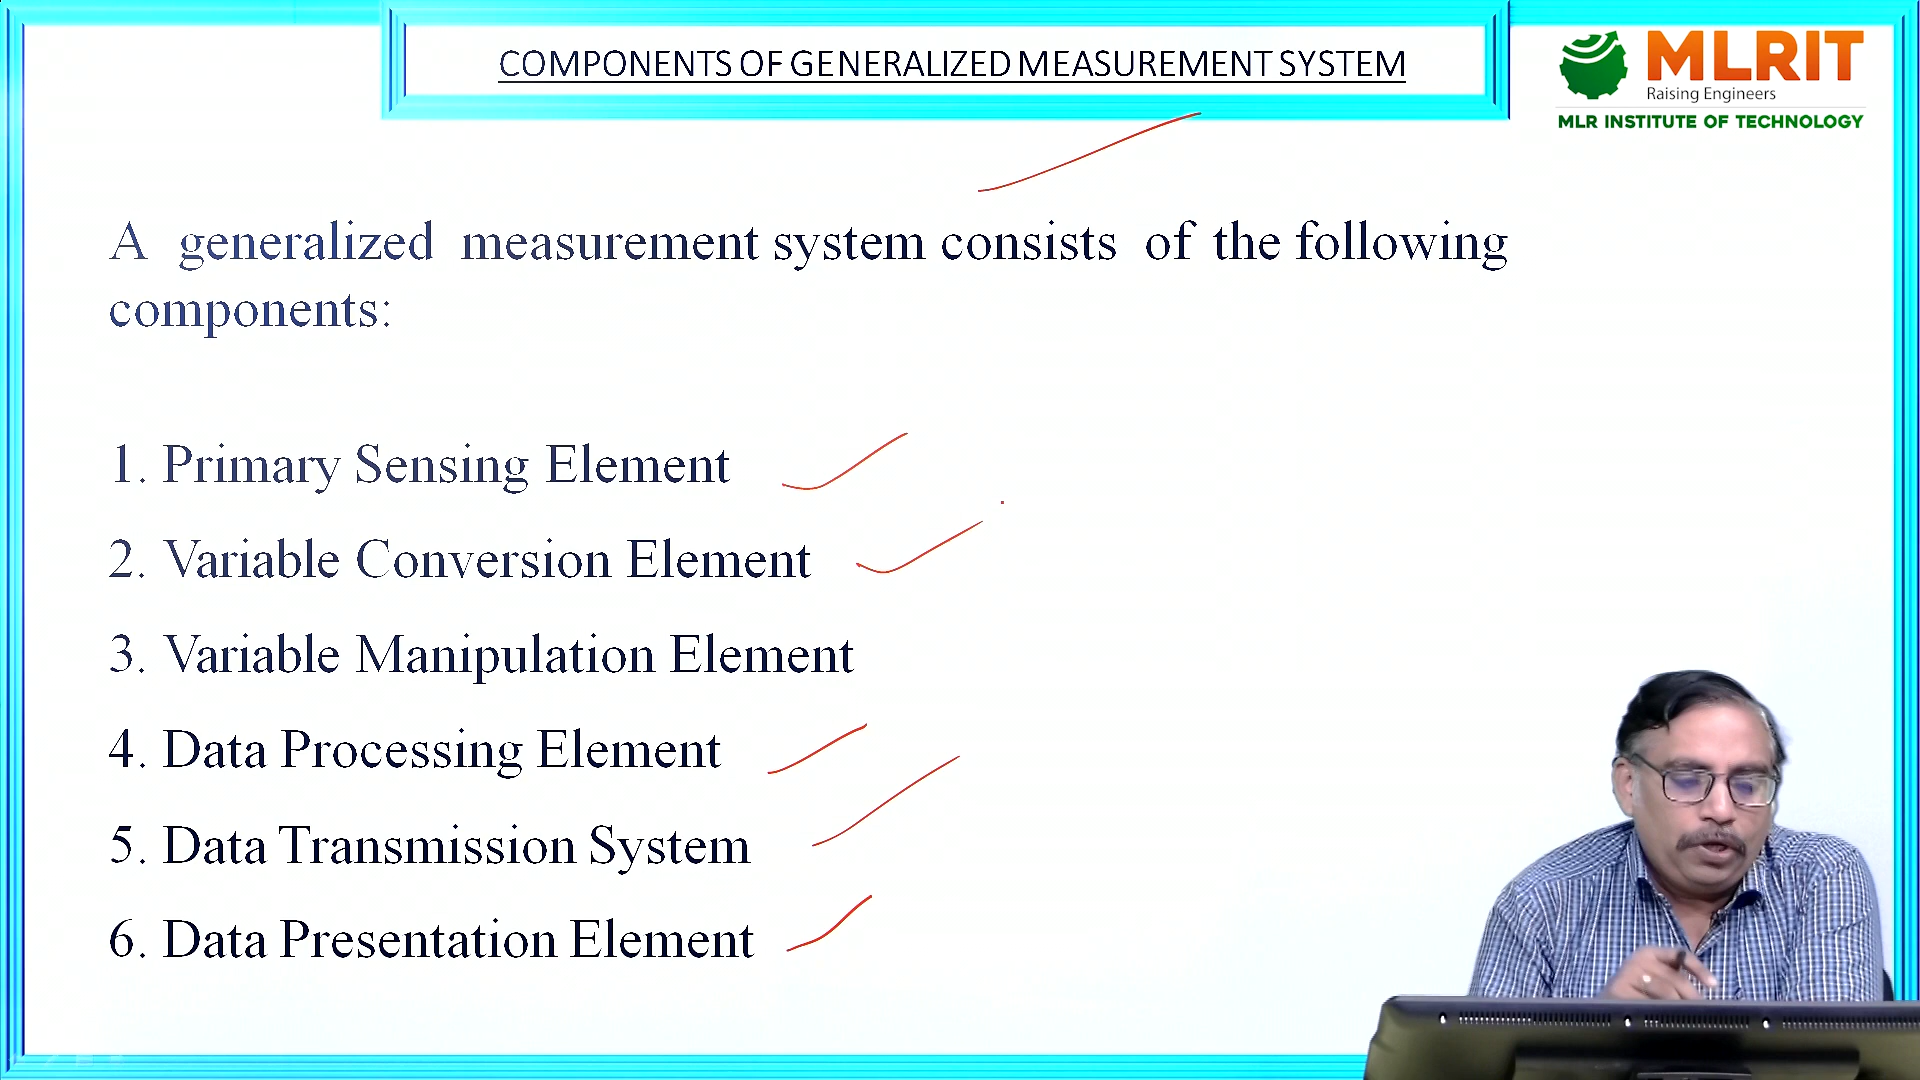 COMPONENTS OF GENERALIZED MEASUREMENT SYSTEM
MLRIT
Raising Engineers
MLR INSTITUTE OF TECHNOLOGY
A generalized measurement system consists of the following
components:
1. Primary Sensing Element
2. Variable Conversion Element
3. Variable Manipulation Element
4. Data Processing Element
5. Data Transmission System
6. Data Presentation Element